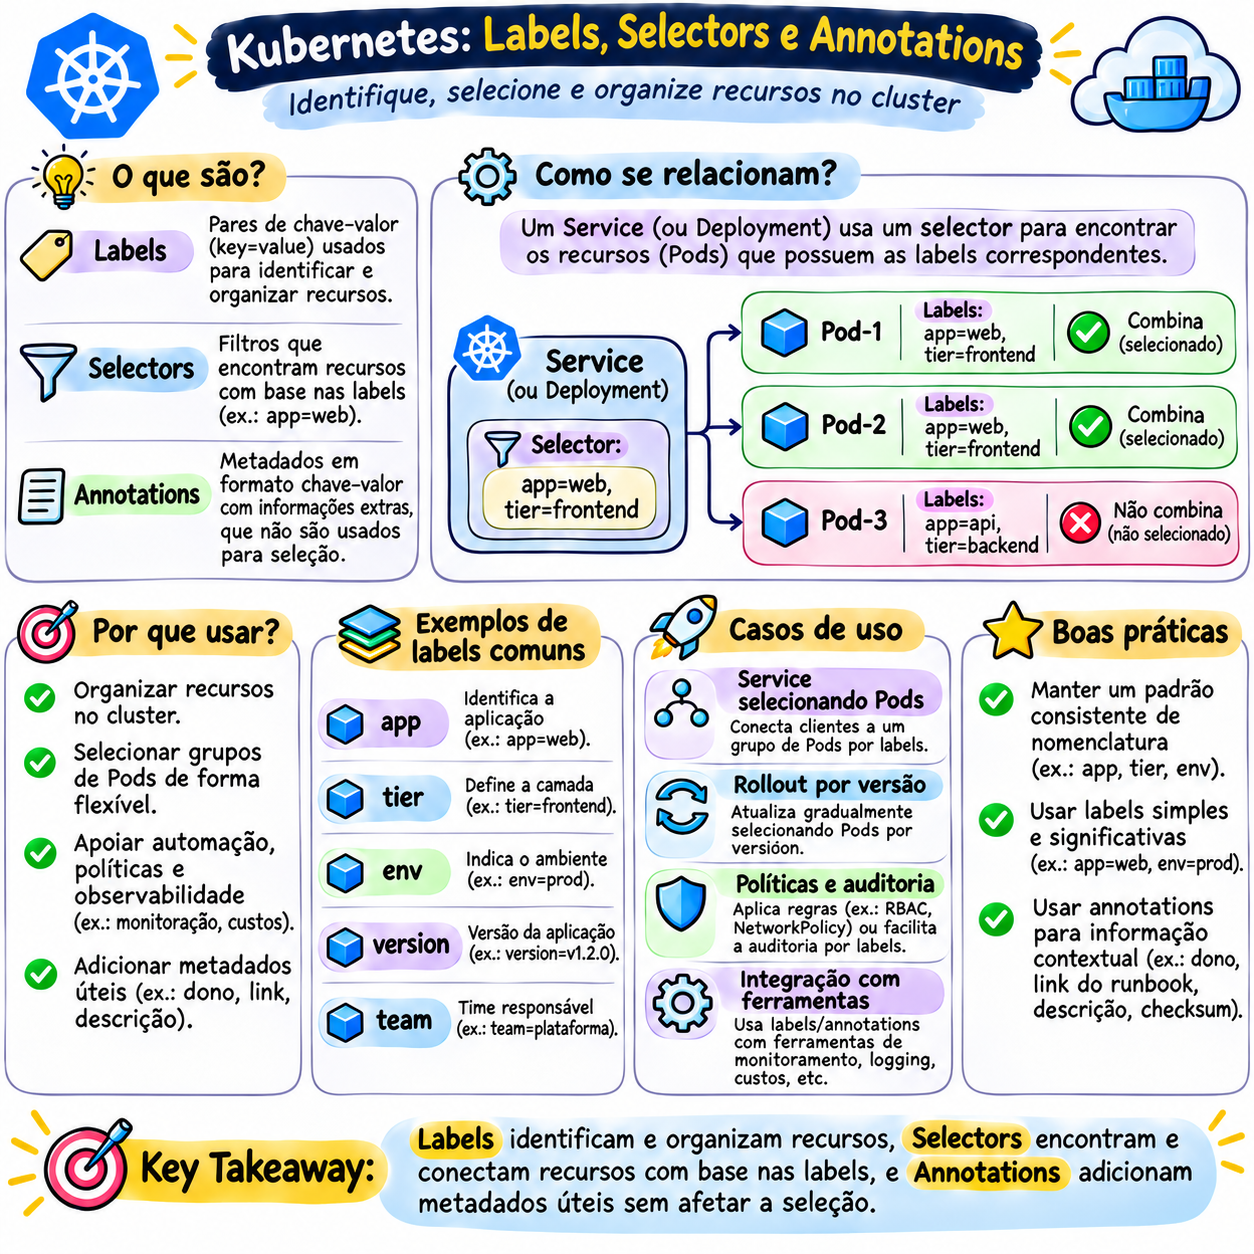 Kubernetes: Labels, Selectors e Annotations
Identifique, selecione e organize recursos no cluster
O que são?
Labels
Pares de chave-valor
(key=value) usados
para identificar e
organizar recursos.
Selectors
Filtros que
encontram recursos
com base nas labels
(ex.: app=web).
Annotations
Metadados em
formato chave-valor
com informações extras,
que não são usados
para seleção.
Como se relacionam?
Um Service (ou Deployment) usa um selector para encontrar
os recursos (Pods) que possuem as labels correspondentes.
Service
(ou Deployment)
Selector:
app=web,
tier=frontend
Pod-1
Labels:
app=web,
tier=frontend
Combina
(selecionado)
Pod-2
Labels:
app=web,
tier=frontend
Combina
(selecionado)
Pod-3
Labels:
app=api,
tier=backend
Não combina
(não selecionado)
Por que usar?
Organizar recursos
no cluster.
Selecionar grupos
de Pods de forma
flexível.
Apoiar automação,
políticas e
observabilidade
(ex.: monitoração, custos).
Adicionar metadados
úteis (ex.: dono, link,
descrição).
Exemplos de
labels comuns
app
Identifica a
aplicação
(ex.: app=web).
tier
Define a camada
(ex.: tier=frontend).
env
Indica o ambiente
(ex.: env=prod).
version
Versão da aplicação
(ex.: version=v1.2.0).
team
Time responsável
(ex.: team=plataforma).
Casos de uso
Service
selecionando Pods
Conecta clientes a um
grupo de Pods por labels.
Rollout por versão
Atualiza gradualmente
selecionando Pods por
versióon.
Políticas e auditoria
Aplica regras (ex.: RBAC,
NetworkPolicy) ou facilita
a auditoria por labels.
Integração com
ferramentas
Usa labels/annotations
com ferramentas de
monitoramento, logging,
custos, etc.
Boas práticas
Manter um padrão
consistente de
nomenclatura
(ex.: app, tier, env).
Usar labels simples
e significativas
(ex.: app=web, env=prod).
Usar annotations
para informação
contextual (ex.: dono,
link do runbook,
descrição, checksum).
Key Takeaway:
Labels identificam e organizam recursos, Selectors encontram e
conectam recursos com base nas labels, e Annotations adicionam
metadados úteis sem afetar a seleção.